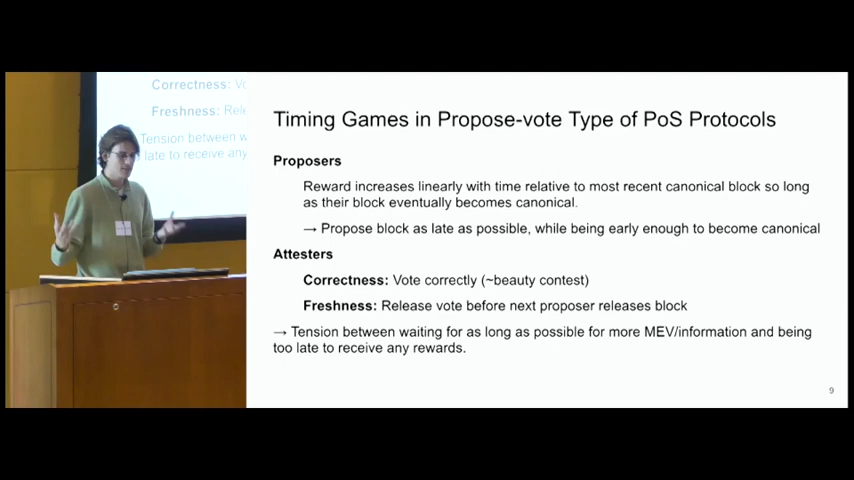 Correctness: Vo
Freshness: Rele
Tension between w
late to receive any
Timing Games in Propose-vote Type of PoS Protocols
Proposers
Reward increases linearly with time relative to most recent canonical block so long
as their block eventually becomes canonical.
→ Propose block as late as possible, while being early enough to become canonical
Attesters
Correctness: Vote correctly (~beauty contest)
Freshness: Release vote before next proposer releases block
→ Tension between waiting for as long as possible for more MEV/information and being
too late to receive any rewards.
9